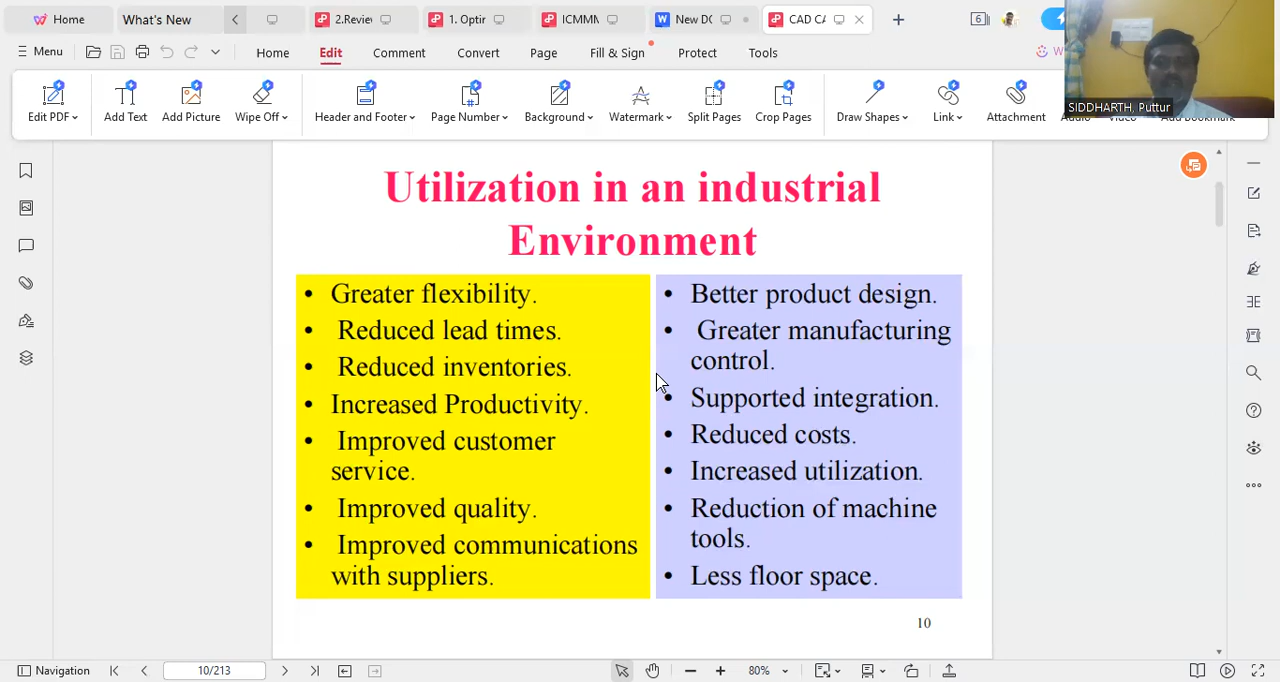 Home
What's New
2.Revie
1. Optir
ICMMM
New DO
CAD CA
6
Menu
Home
Edit
Comment
Convert
Page
Fill & Sign
Protect
Tools
SIDDHARTH, Puttur
Edit PDF
Add Text
Add Picture
Wipe Off
Header and Footer
Page Number
Background
Watermark
Split Pages
Crop Pages
Draw Shapes
Link
Attachment
Utilization in an industrial
Environment
• Greater flexibility.
• Reduced lead times.
• Reduced inventories.
• Increased Productivity.
• Improved customer
service.
• Improved quality.
• Improved communications
with suppliers.
• Better product design.
• Greater manufacturing
control.
• Supported integration.
• Reduced costs.
• Increased utilization.
• Reduction of machine
tools.
• Less floor space.
10
Navigation
10/213
80%